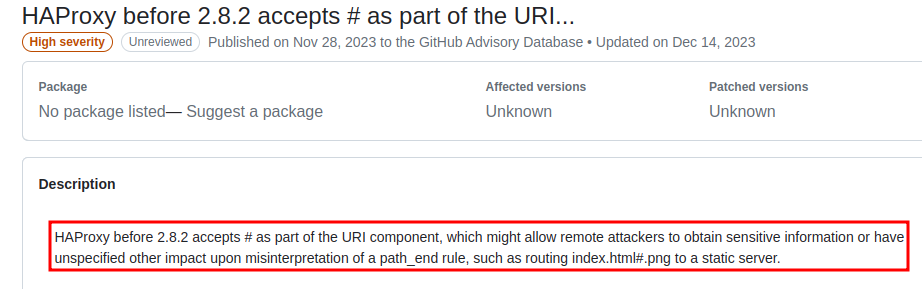 HAProxy before 2.8.2 accepts # as part of the URI...
High severity Unreviewed Published on Nov 28, 2023 to the GitHub Advisory Database • Updated on Dec 14, 2023
Package Affected versions Patched versions
No package listed— Suggest a package Unknown Unknown
Description
HAProxy before 2.8.2 accepts # as part of the URI component, which might allow remote attackers to obtain sensitive information or have
unspecified other impact upon misinterpretation of a path_end rule, such as routing index.html#.png to a static server.